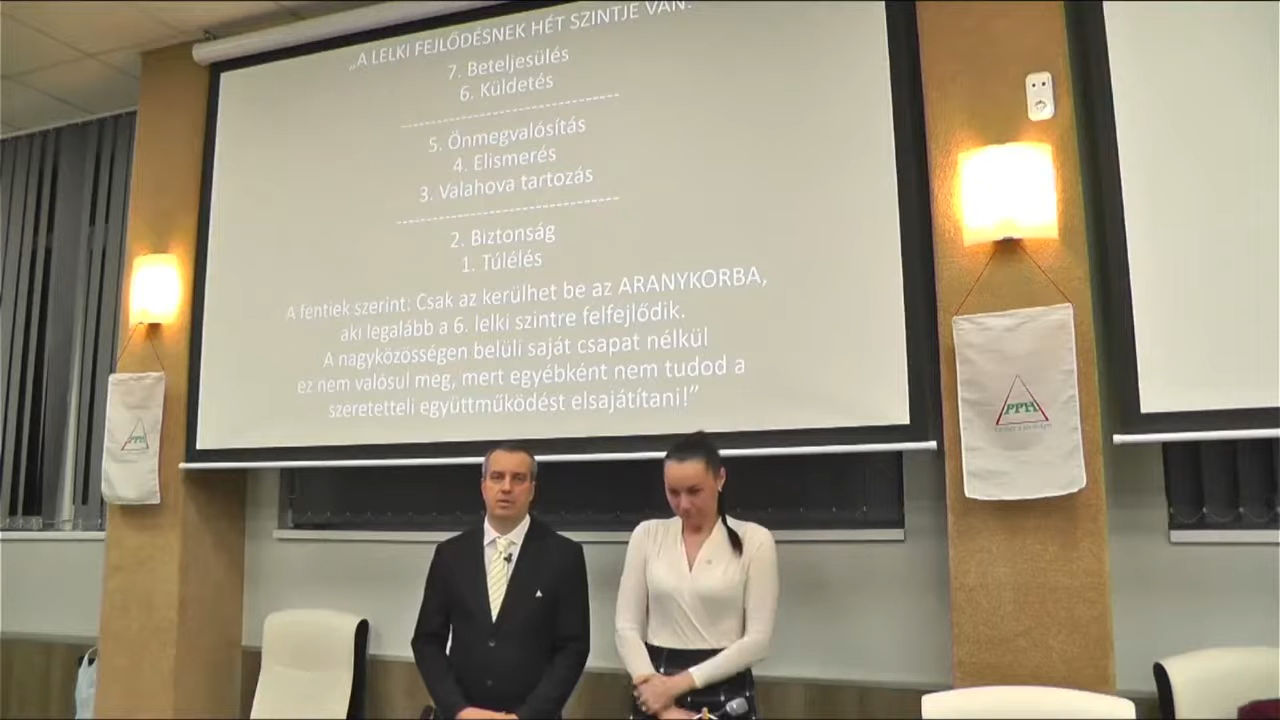 „A LELKI FEJLŐDÉSNEK HÉT SZINTJE VAN:
7. Beteljesülés
6. Küldetés
-----------------------------
5. Önmegvalósítás
4. Elismerés
3. Valahova tartozás
-----------------------------
2. Biztonság
1. Túlélés
A fentiek szerint: Csak az kerülhet be az ARANYKORBA,
aki legalább a 6. lelki szintre felfejlődik.
A nagyközösségen belüli saját csapat nélkül
ez nem valósul meg, mert egyébként nem tudod a
szeretetteli együttműködést elsajátítani!”
PPH
PPH